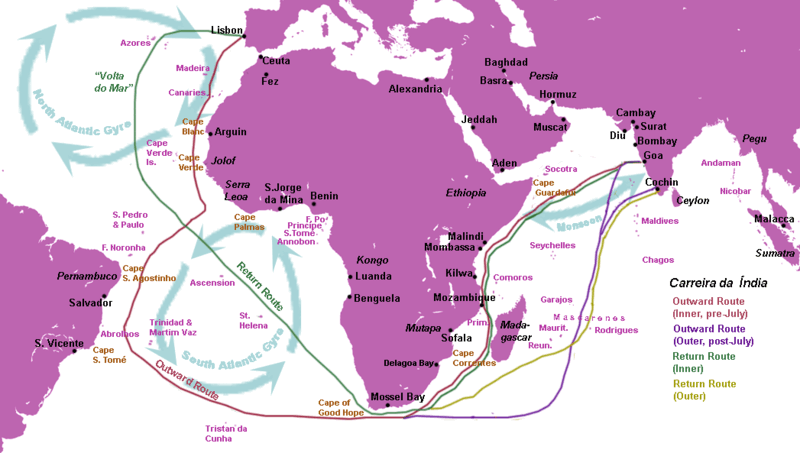 Lisbon
Azores
Ceuta
"Volta
do Mar"
Madeira
Fez
Canaries
North Atlantic Gyre
Cape
Blanc
Arguin
Cape
Verde
Is.
Cape
Verde
Jolof
Serra
Leoa
S.Jorge
da Mina
Benin
Cape
Palmas
F. Po
Principe
S.Tome
Annobon
S. Pedro
& Paulo
F. Noronha
Pernambuco
Cape
S. Agostinho
Salvador
Ascension
Return Route
St.
Helena
Abrolhos
Trinidad &
Martim Vaz
South Atlantic Gyre
S. Vicente
Cape
S. Tomé
Outward Route
Tristan da
Cunha
Cape of
Good Hope
Mossel Bay
Alexandria
Baghdad
Basra
Persia
Hormuz
Jeddah
Muscat
Aden
Socotra
Cape
Guardafui
Ethiopia
Monsoon
Cambay
Surat
Diu
Bombay
Goa
Cochin
Ceylon
Pegu
Andaman
Nicobar
Malacca
Sumatra
Maldives
Chagos
Seychelles
Malindi
Mombassa
Kongo
Luanda
Benguela
Kilwa
Comoros
Mozambique
Garajos
Mascarenos
Maurit.
Rodrigues
Reun.
Prim.
Mada-
gascar
Mutapa
Sofala
Delagoa Bay
Cape
Correntes
Carreira da Índia
Outward Route
(Inner, pre-July)
Outward Route
(Outer, post-July)
Return Route
(Inner)
Return Route
(Outer)